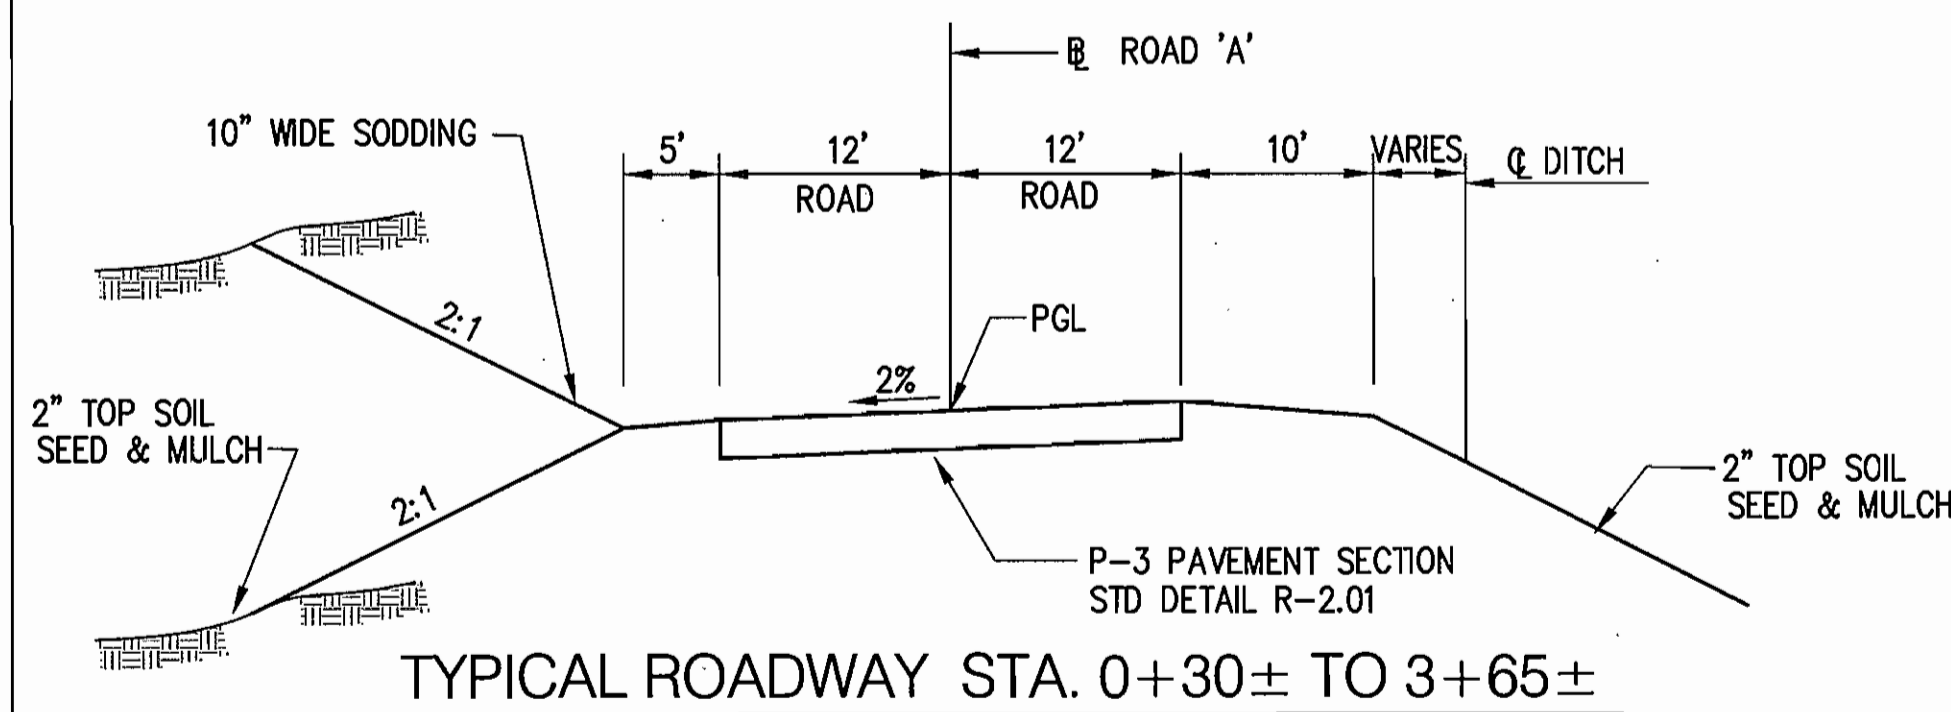 ℄ ROAD 'A'
10" WIDE SODDING
5'
12'
12'
10'
VARIES
℄ DITCH
ROAD
ROAD
2:1
PGL
2%
2" TOP SOIL
SEED & MULCH
2" TOP SOIL
SEED & MULCH
2:1
P-3 PAVEMENT SECTION
STD DETAIL R-2.01
TYPICAL ROADWAY STA. 0+30± TO 3+65±